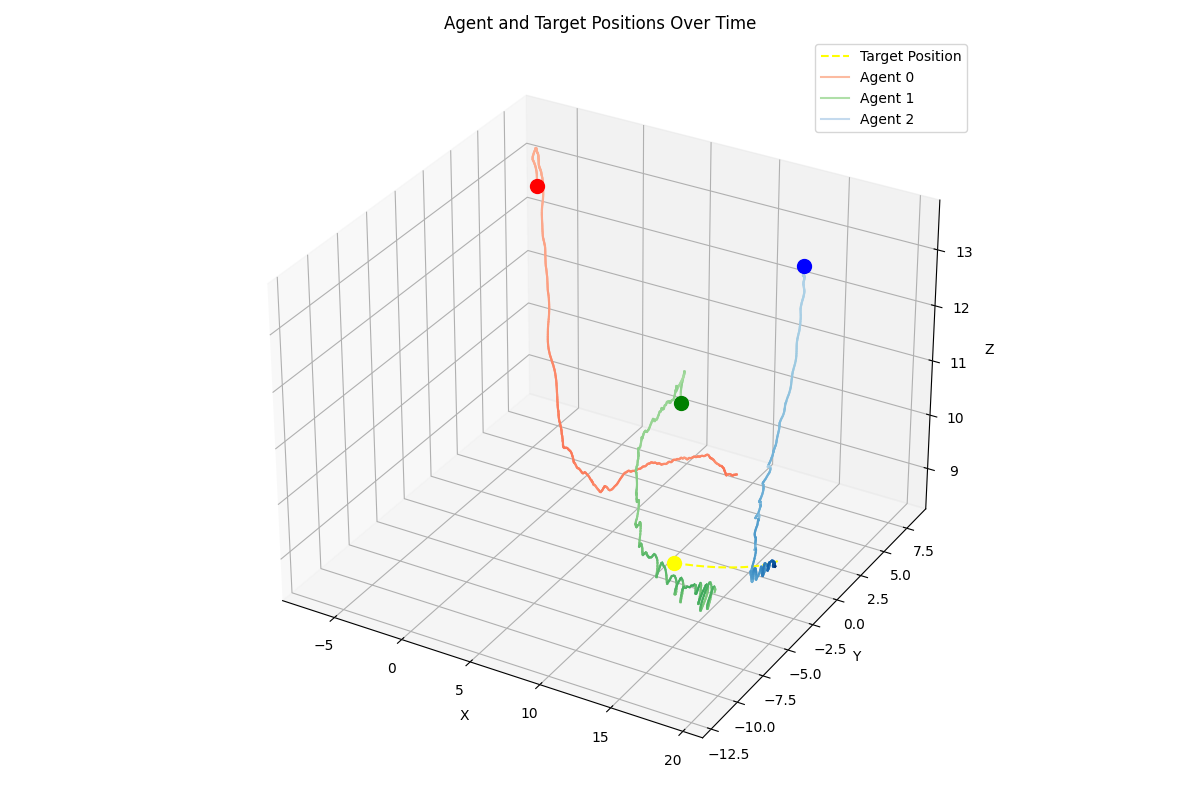 Agent and Target Positions Over Time
Target Position
Agent 0
Agent 1
Agent 2
13
12
11
10
9
Z
7.5
5.0
2.5
0.0
−2.5
−5.0
−7.5
−10.0
−12.5
Y
−5
0
5
10
15
20
X